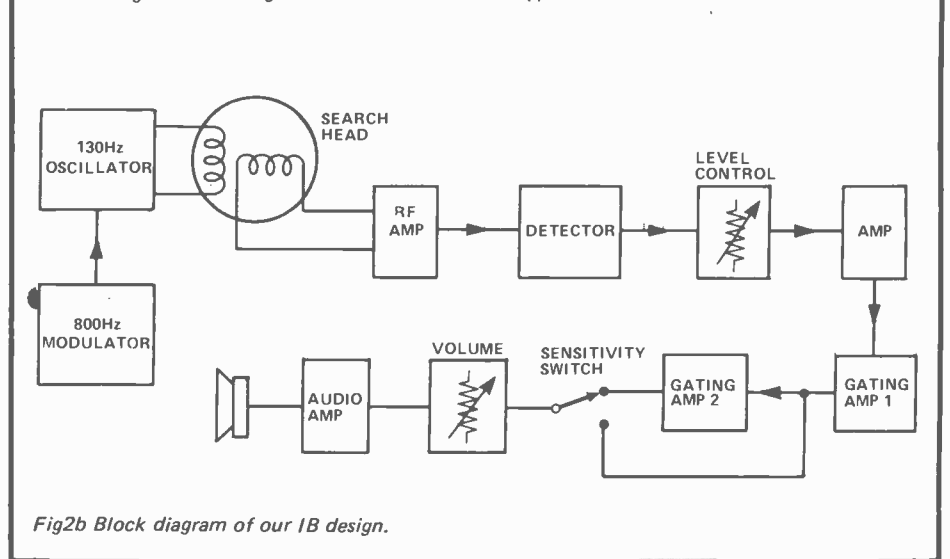 130Hz
OSCILLATOR
SEARCH
HEAD
RF
AMP
DETECTOR
LEVEL
CONTROL
AMP
800Hz
MODULATOR
AUDIO
AMP
VOLUME
SENSITIVITY
SWITCH
GATING
AMP 2
GATING
AMP 1
Fig2b Block diagram of our IB design.